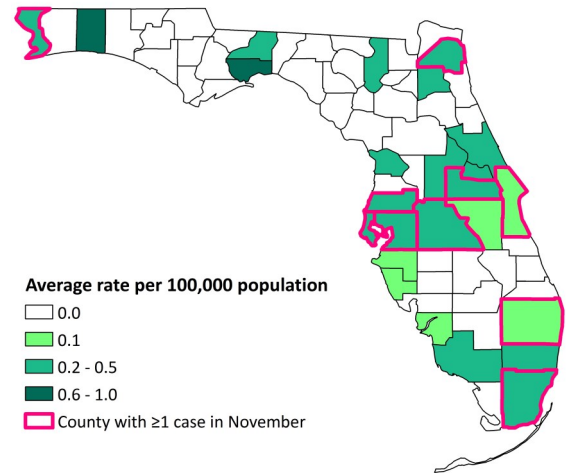 Average rate per 100,000 population
0.0
0.1
0.2 - 0.5
0.6 - 1.0
County with ≥1 case in November